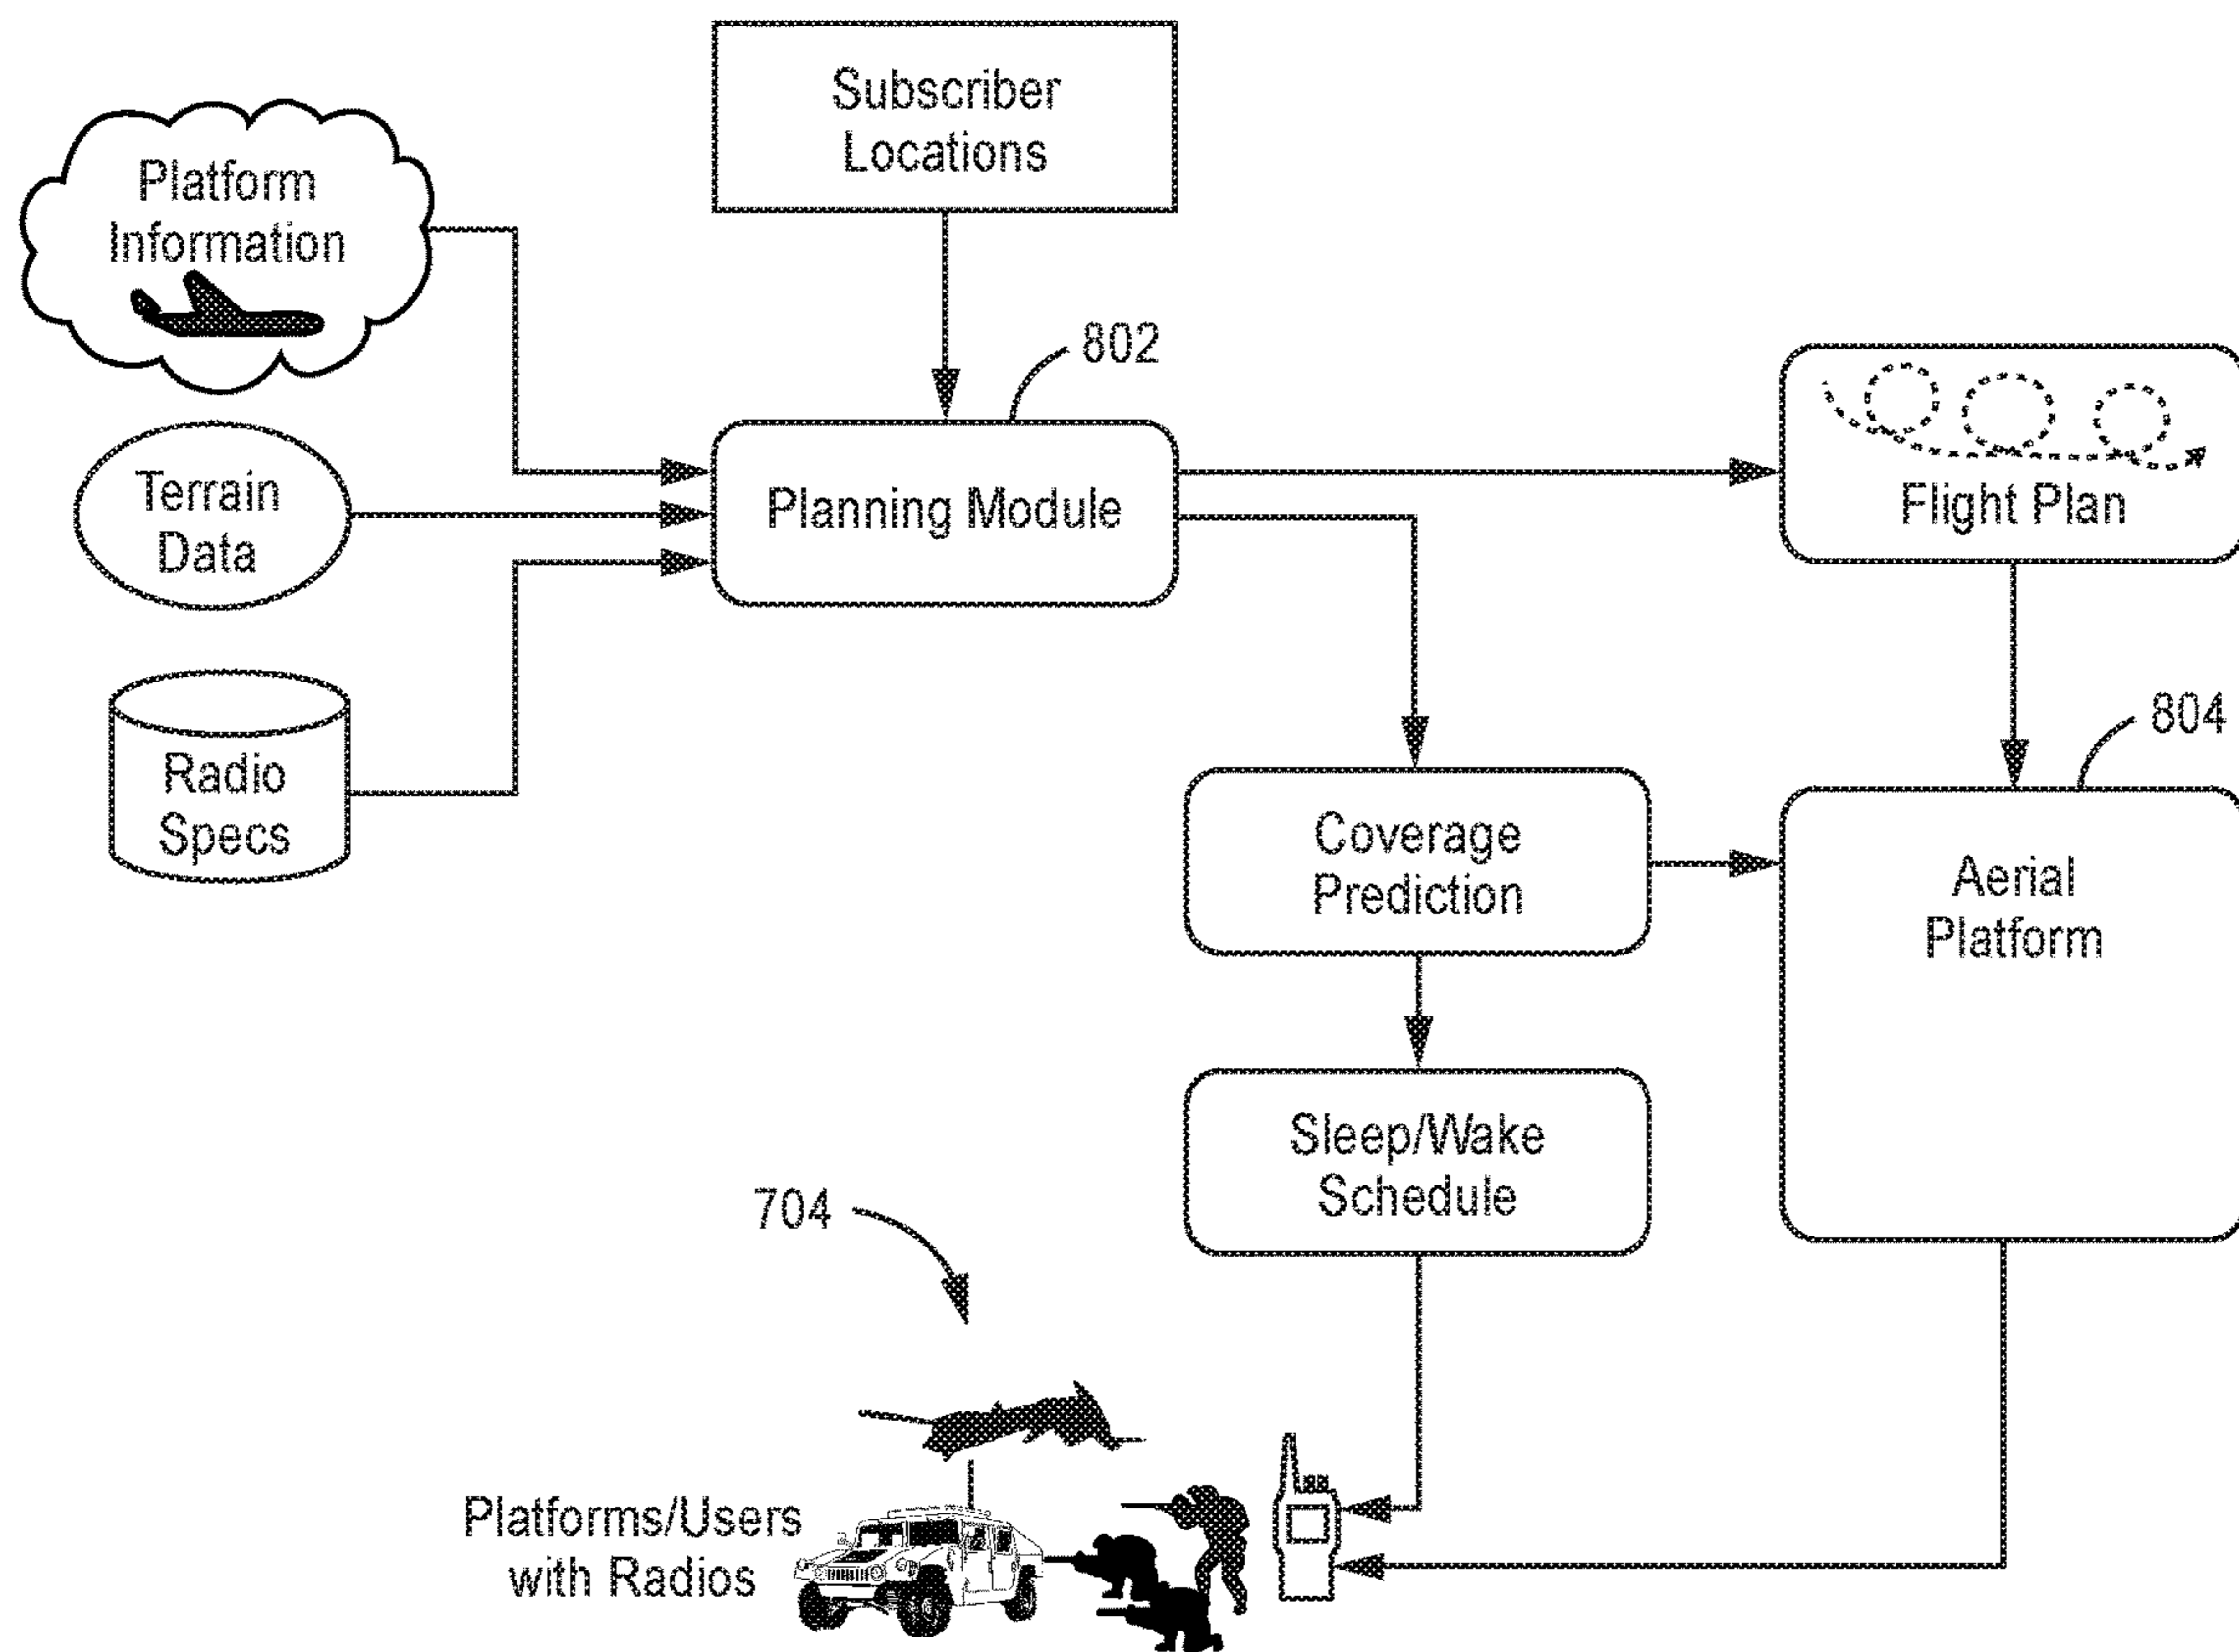 Subscriber
Locations
Platform
Information
802
Planning Module
Flight Plan
Terrain
Data
Radio
Specs
804
Coverage
Prediction
Aerial
Platform
Sleep/Wake
Schedule
704
Platforms/Users
with Radios